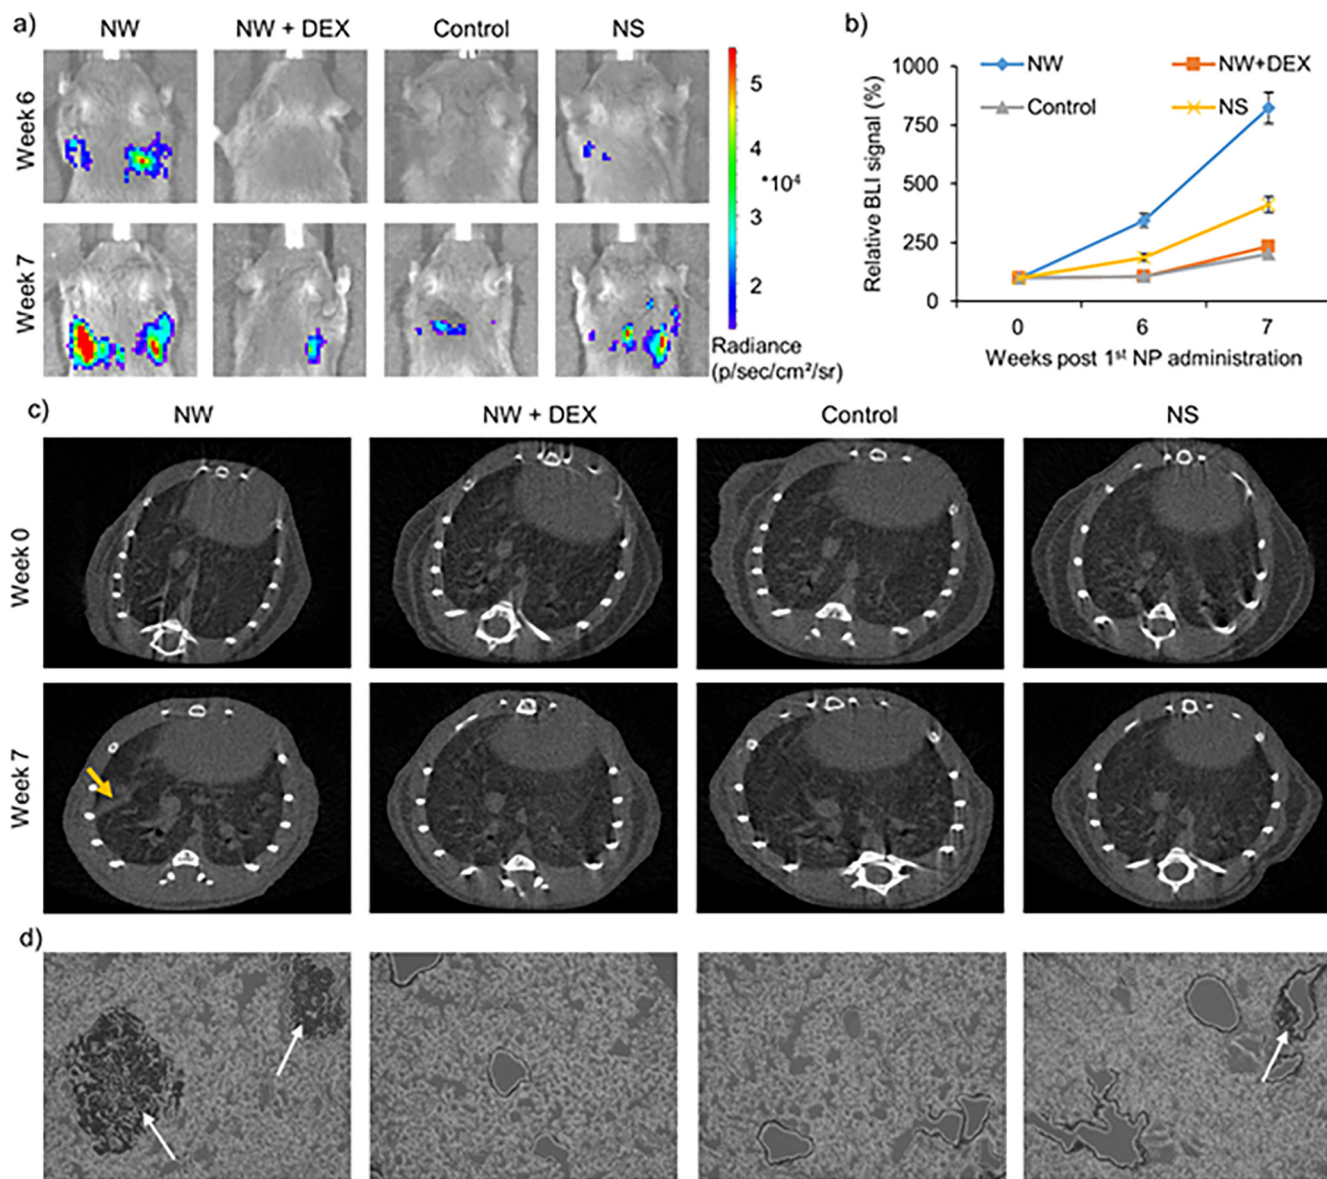 a)
NW
NW + DEX
Control
NS
Week 6
Week 7
5
4
*10⁴
3
2
Radiance
(p/sec/cm²/sr)
b)
NW
NW+DEX
Control
NS
1000
750
500
250
0
Relative BLI signal (%)
0
6
7
Weeks post 1st NP administration
c)
NW
NW + DEX
Control
NS
Week 0
Week 7
d)